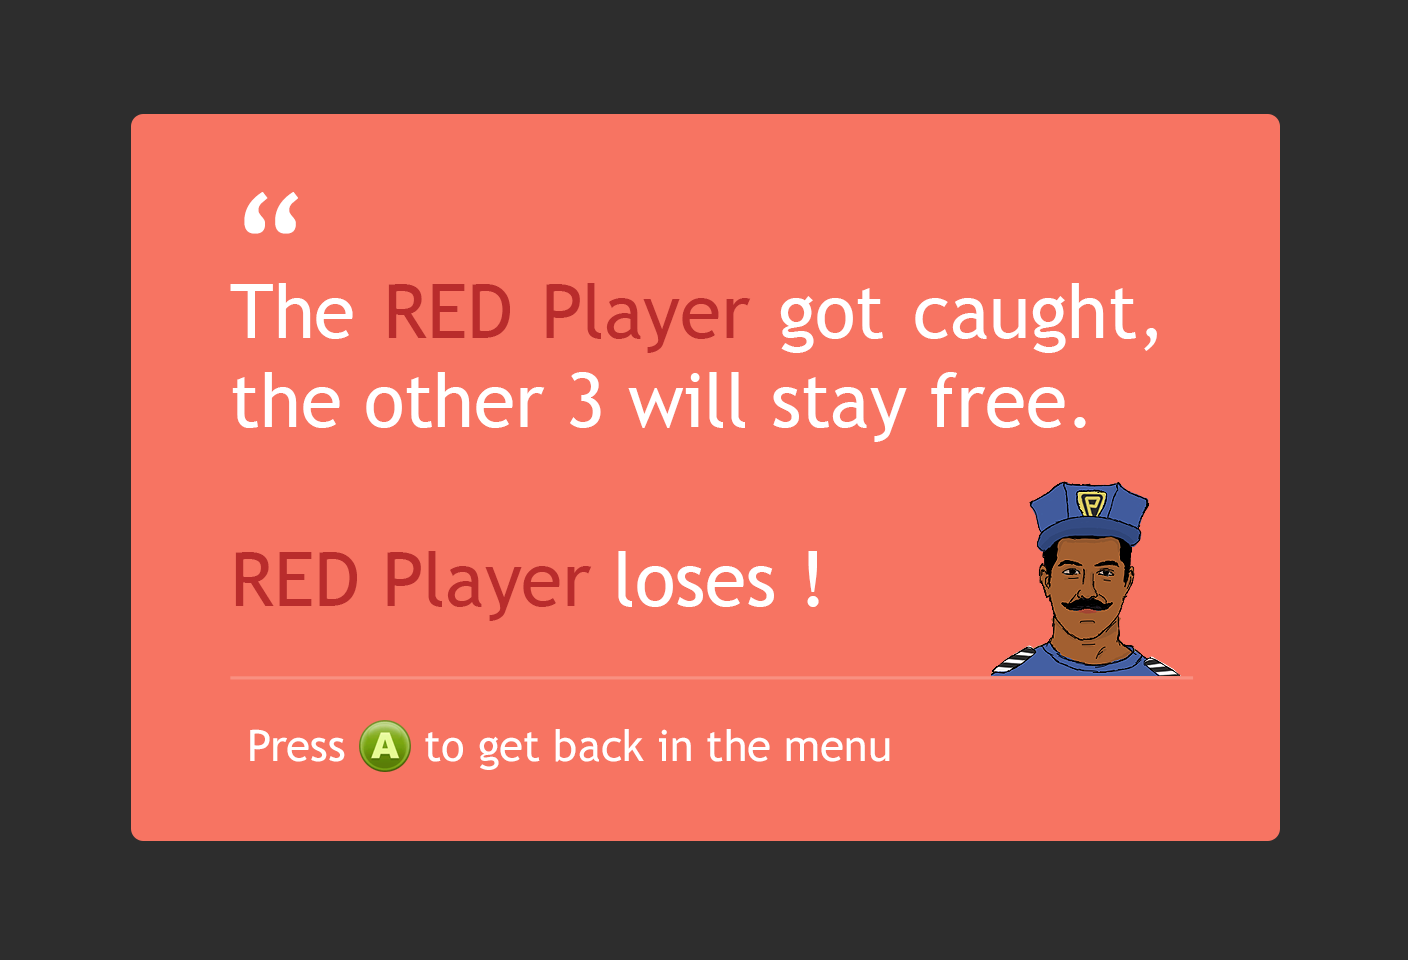 “
The RED Player got caught,
the other 3 will stay free.
RED Player loses !
P
Press A to get back in the menu